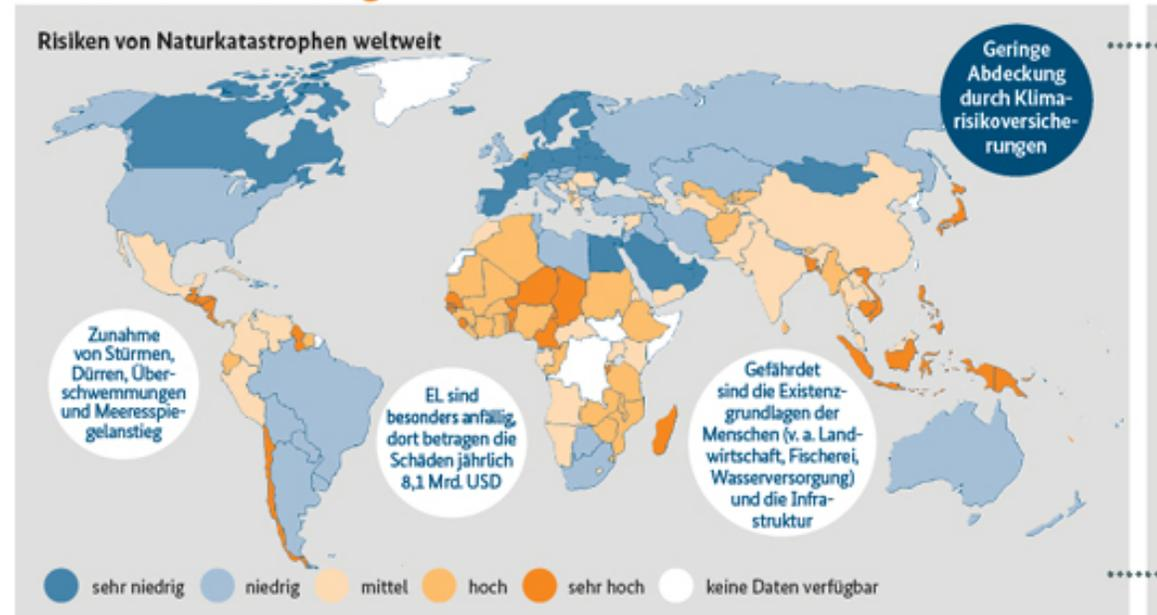 Risiken von Naturkatastrophen weltweit
Geringe
Abdeckung
durch Klima-
risikoversiche-
rungen
Zunahme
von Stürmen,
Dürren, Über-
schwemmungen
und Meeresspie-
gelanstieg
EL sind
besonders anfällig,
dort betragen die
Schäden jährlich
8,1 Mrd. USD
Gefährdet
sind die Existenz-
grundlagen der
Menschen (v. a. Land-
wirtschaft, Fischerei,
Wasserversorgung)
und die Infra-
struktur
sehr niedrig niedrig mittel hoch sehr hoch keine Daten verfügbar